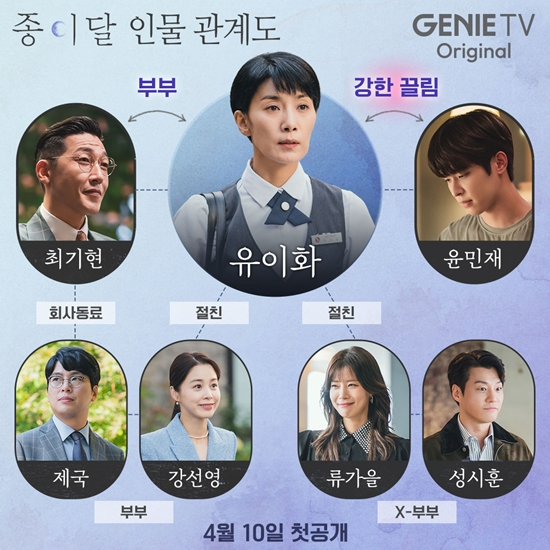 종이달 인물 관계도
GENIE TV
Original
부부
강한 끌림
최기현
유이화
윤민재
회사동료
절친
절친
제국
강선영
류가을
성시훈
부부
X-부부
4월 10일 첫공개